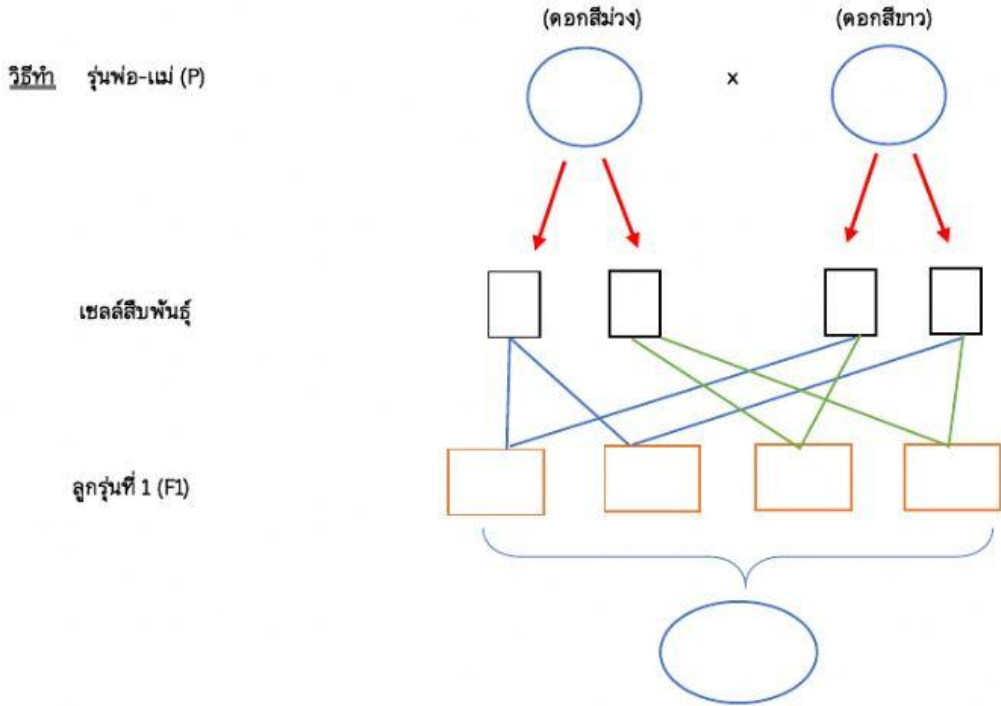 (ดอกสีม่วง) (ดอกสีขาว)
วิธีทำ รุ่นพ่อ-แม่ (P) x
เซลล์สืบพันธุ์
ลูกรุ่นที่ 1 (F1)